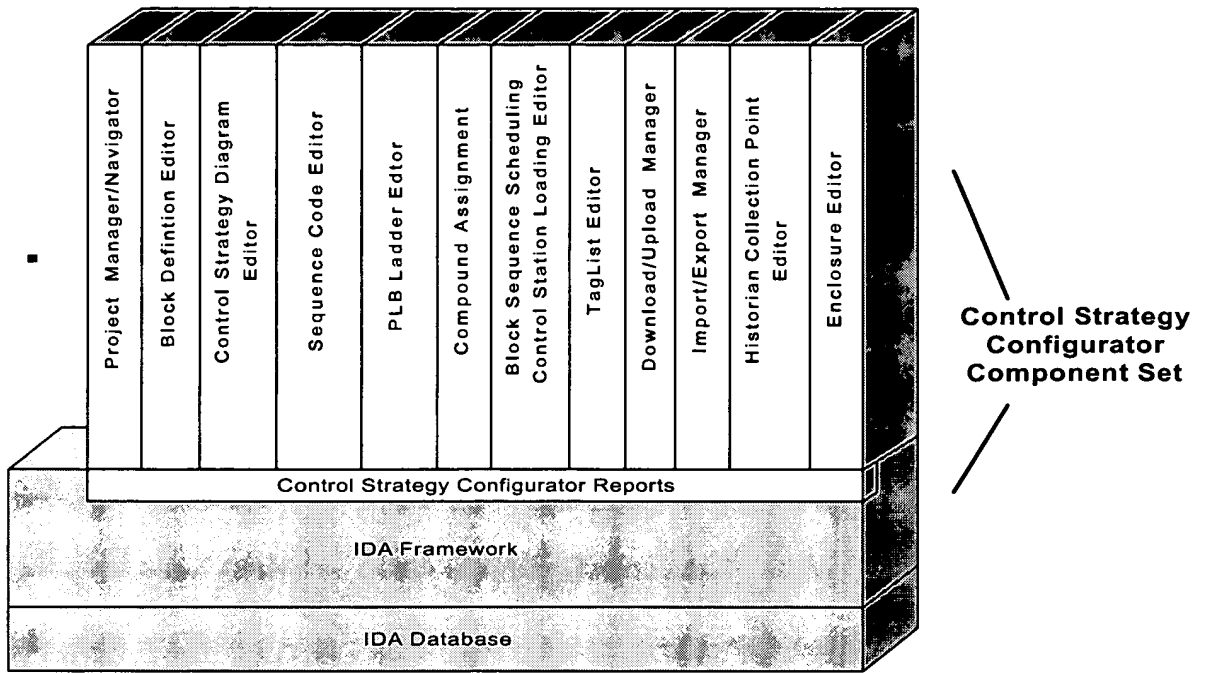 Project Manager/Navigator
Block Defintion Editor
Control Strategy Diagram
Editor
Sequence Code Editor
PLB Ladder Edtor
Compound Assignment
Block Sequence Scheduling
Control Station Loading Editor
TagList Editor
Download/Upload Manager
Import/Export Manager
Historian Collection Point
Editor
Enclosure Editor
Control Strategy
Configurator
Component Set
Control Strategy Configurator Reports
IDA Framework
IDA Database